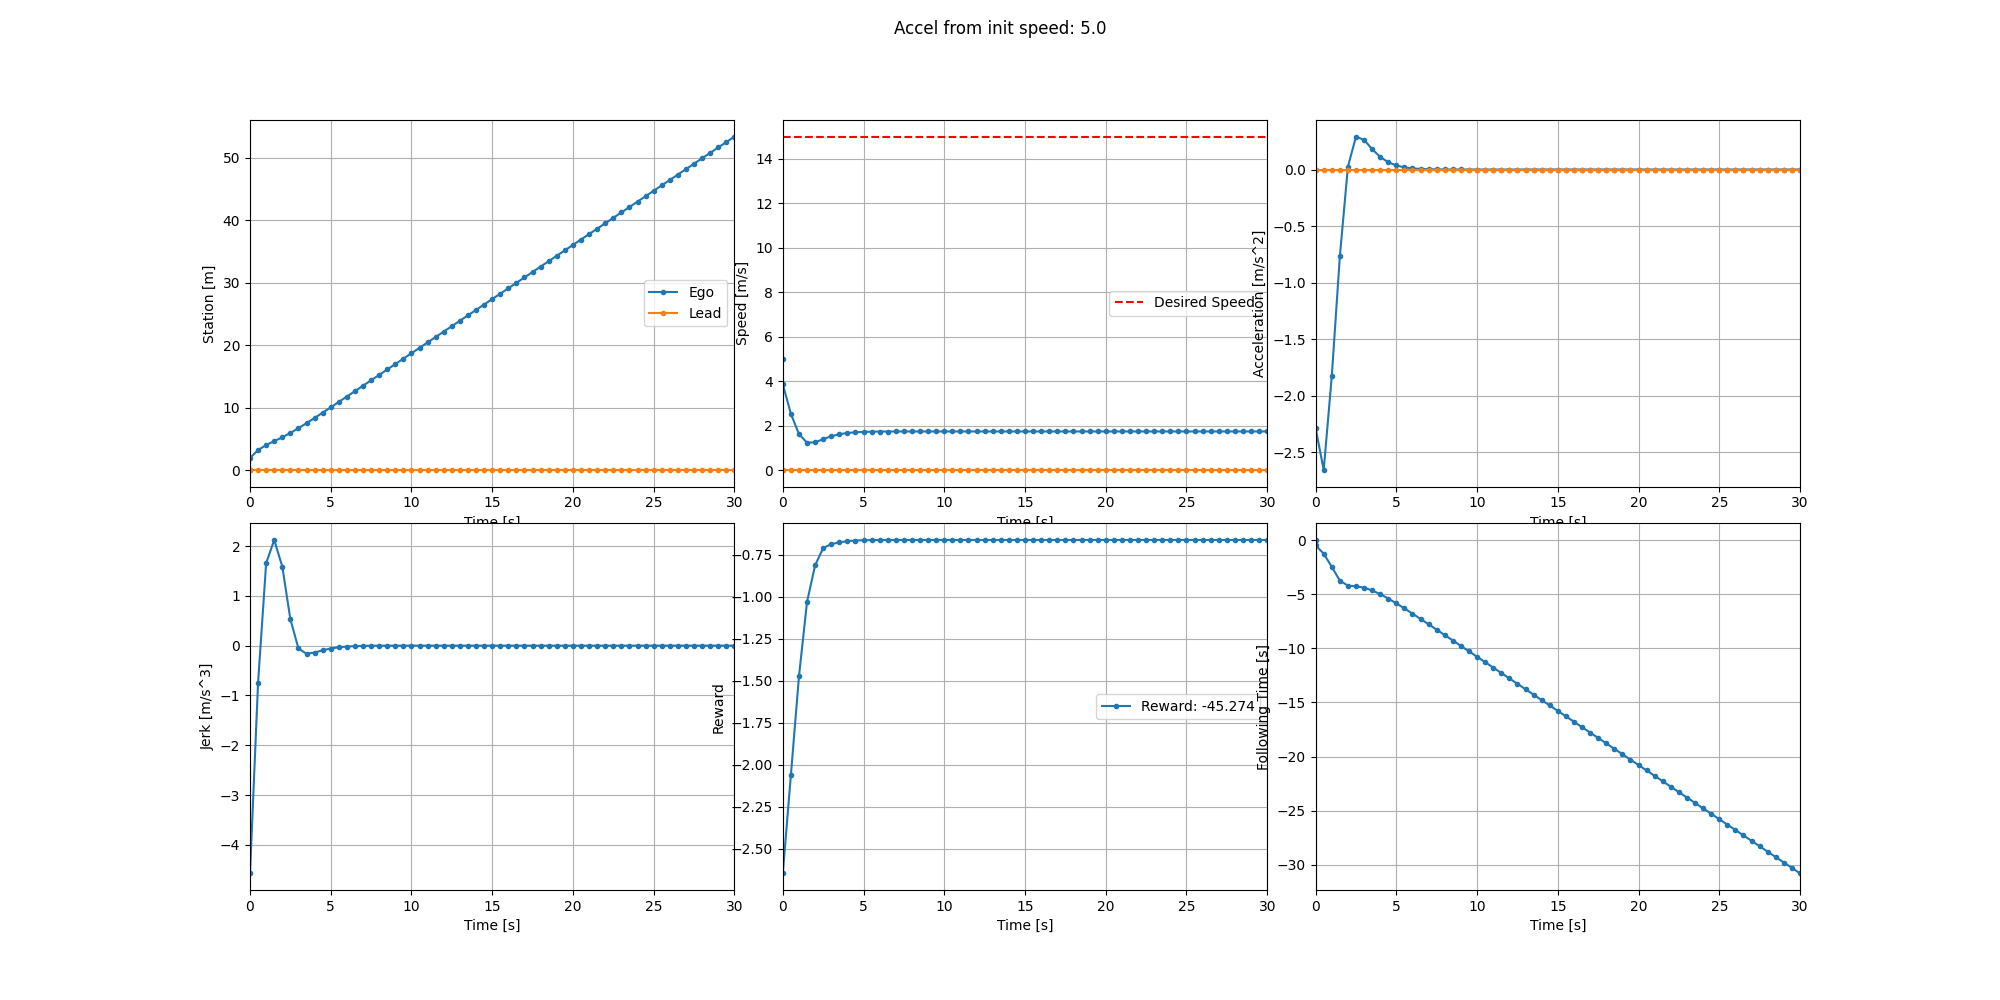 Accel from init speed: 5.0
Station [m]
50
40
30
20
10
0
Ego
Lead
0 5 10 15 20 25 30
Time [s]
Speed [m/s]
14
12
10
8
6
4
2
0
Desired Speed
0 5 10 15 20 25 30
Time [s]
Acceleration [m/s^2]
0.0
−0.5
−1.0
−1.5
−2.0
−2.5
0 5 10 15 20 25 30
Time [s]
Jerk [m/s^3]
2
1
0
−1
−2
−3
−4
0 5 10 15 20 25 30
Time [s]
Reward
−0.75
−1.00
−1.25
−1.50
−1.75
−2.00
−2.25
−2.50
Reward: -45.274
0 5 10 15 20 25 30
Time [s]
Following Time [s]
0
−5
−10
−15
−20
−25
−30
0 5 10 15 20 25 30
Time [s]